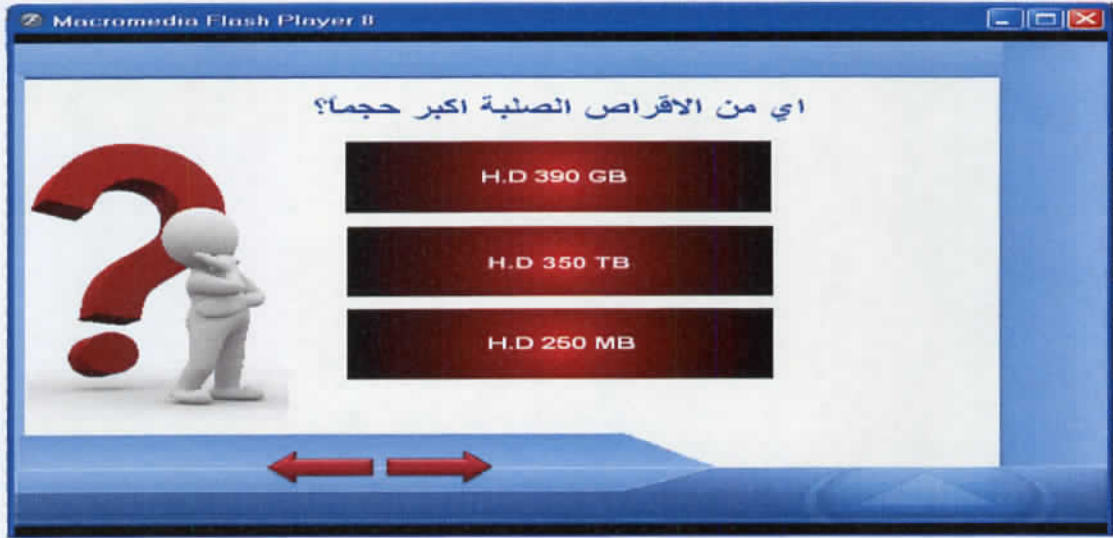 Macromedia Flash Player 8
اي من الاقراص الصلبة اكبر حجماً؟
H.D 390 GB
H.D 350 TB
H.D 250 MB